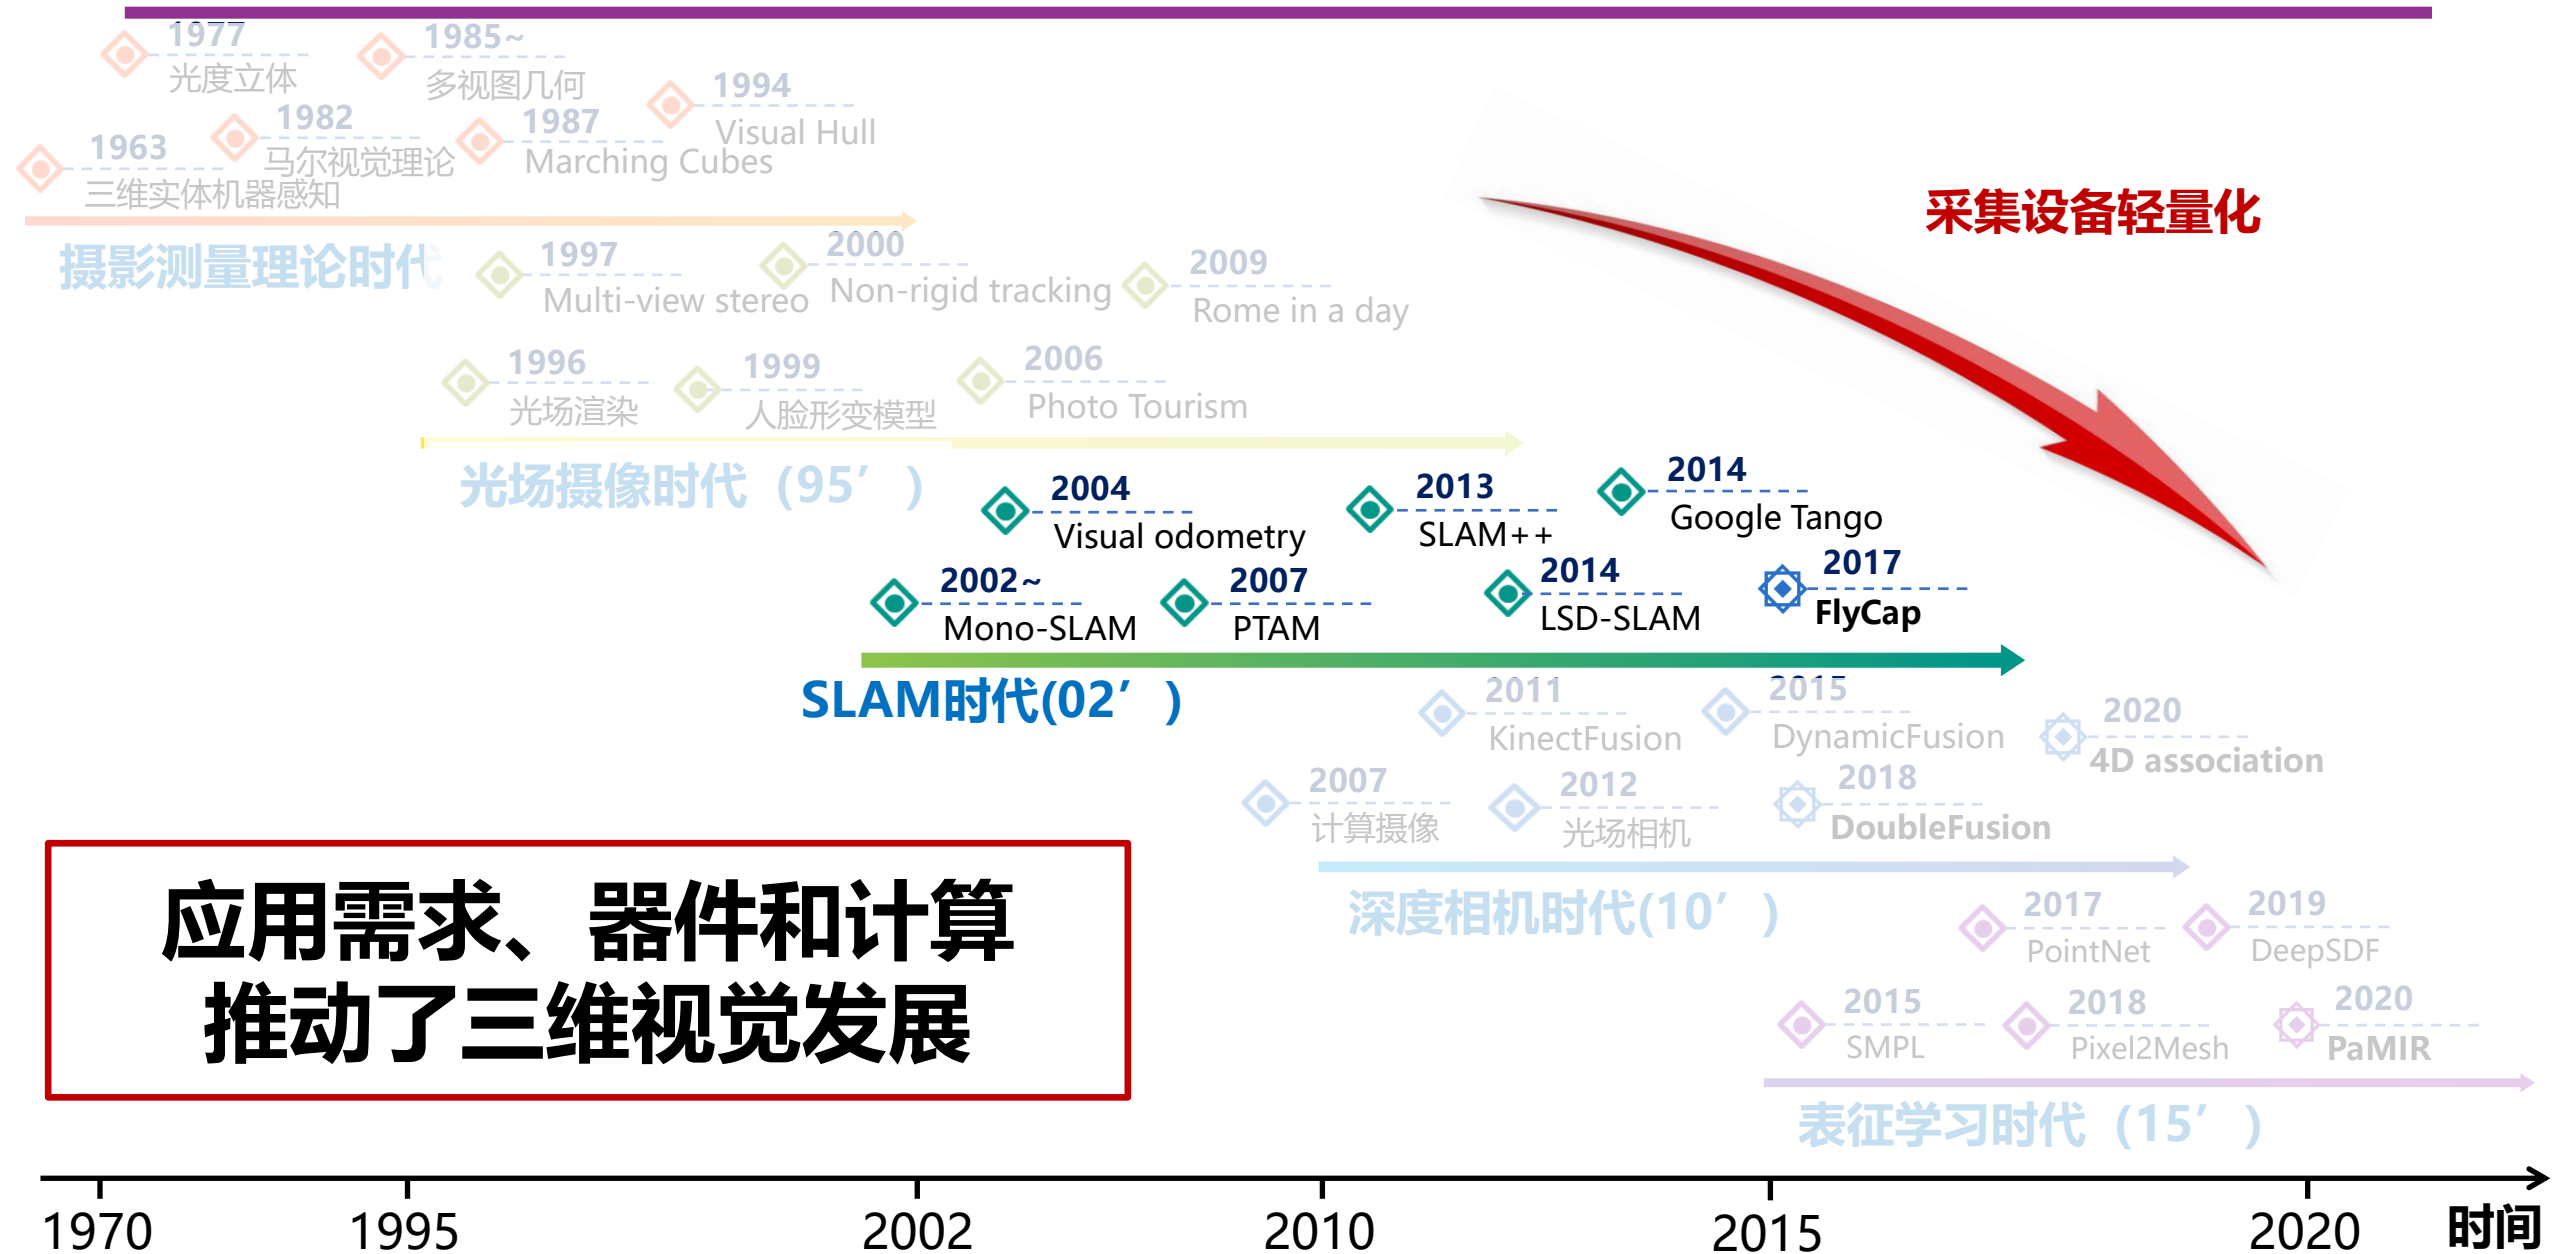 1977
光度立体
1985~
多视图几何
1994
Visual Hull
1982
马尔视觉理论
1987
Marching Cubes
1963
三维实体机器感知
摄影测量理论时代
采集设备轻量化
1997
Multi-view stereo
2000
Non-rigid tracking
2009
Rome in a day
1996
光场渲染
1999
人脸形变模型
2006
Photo Tourism
光场摄像时代（95’）
2004
Visual odometry
2013
SLAM++
2014
Google Tango
2002~
Mono-SLAM
2007
PTAM
2014
LSD-SLAM
2017
FlyCap
SLAM时代(02’)
2011
KinectFusion
2015
DynamicFusion
2020
4D association
2007
计算摄像
2012
光场相机
2018
DoubleFusion
深度相机时代(10’)
应用需求、器件和计算
推动了三维视觉发展
2017
PointNet
2019
DeepSDF
2015
SMPL
2018
Pixel2Mesh
2020
PaMIR
表征学习时代（15’）
1970
1995
2002
2010
2015
2020
时间